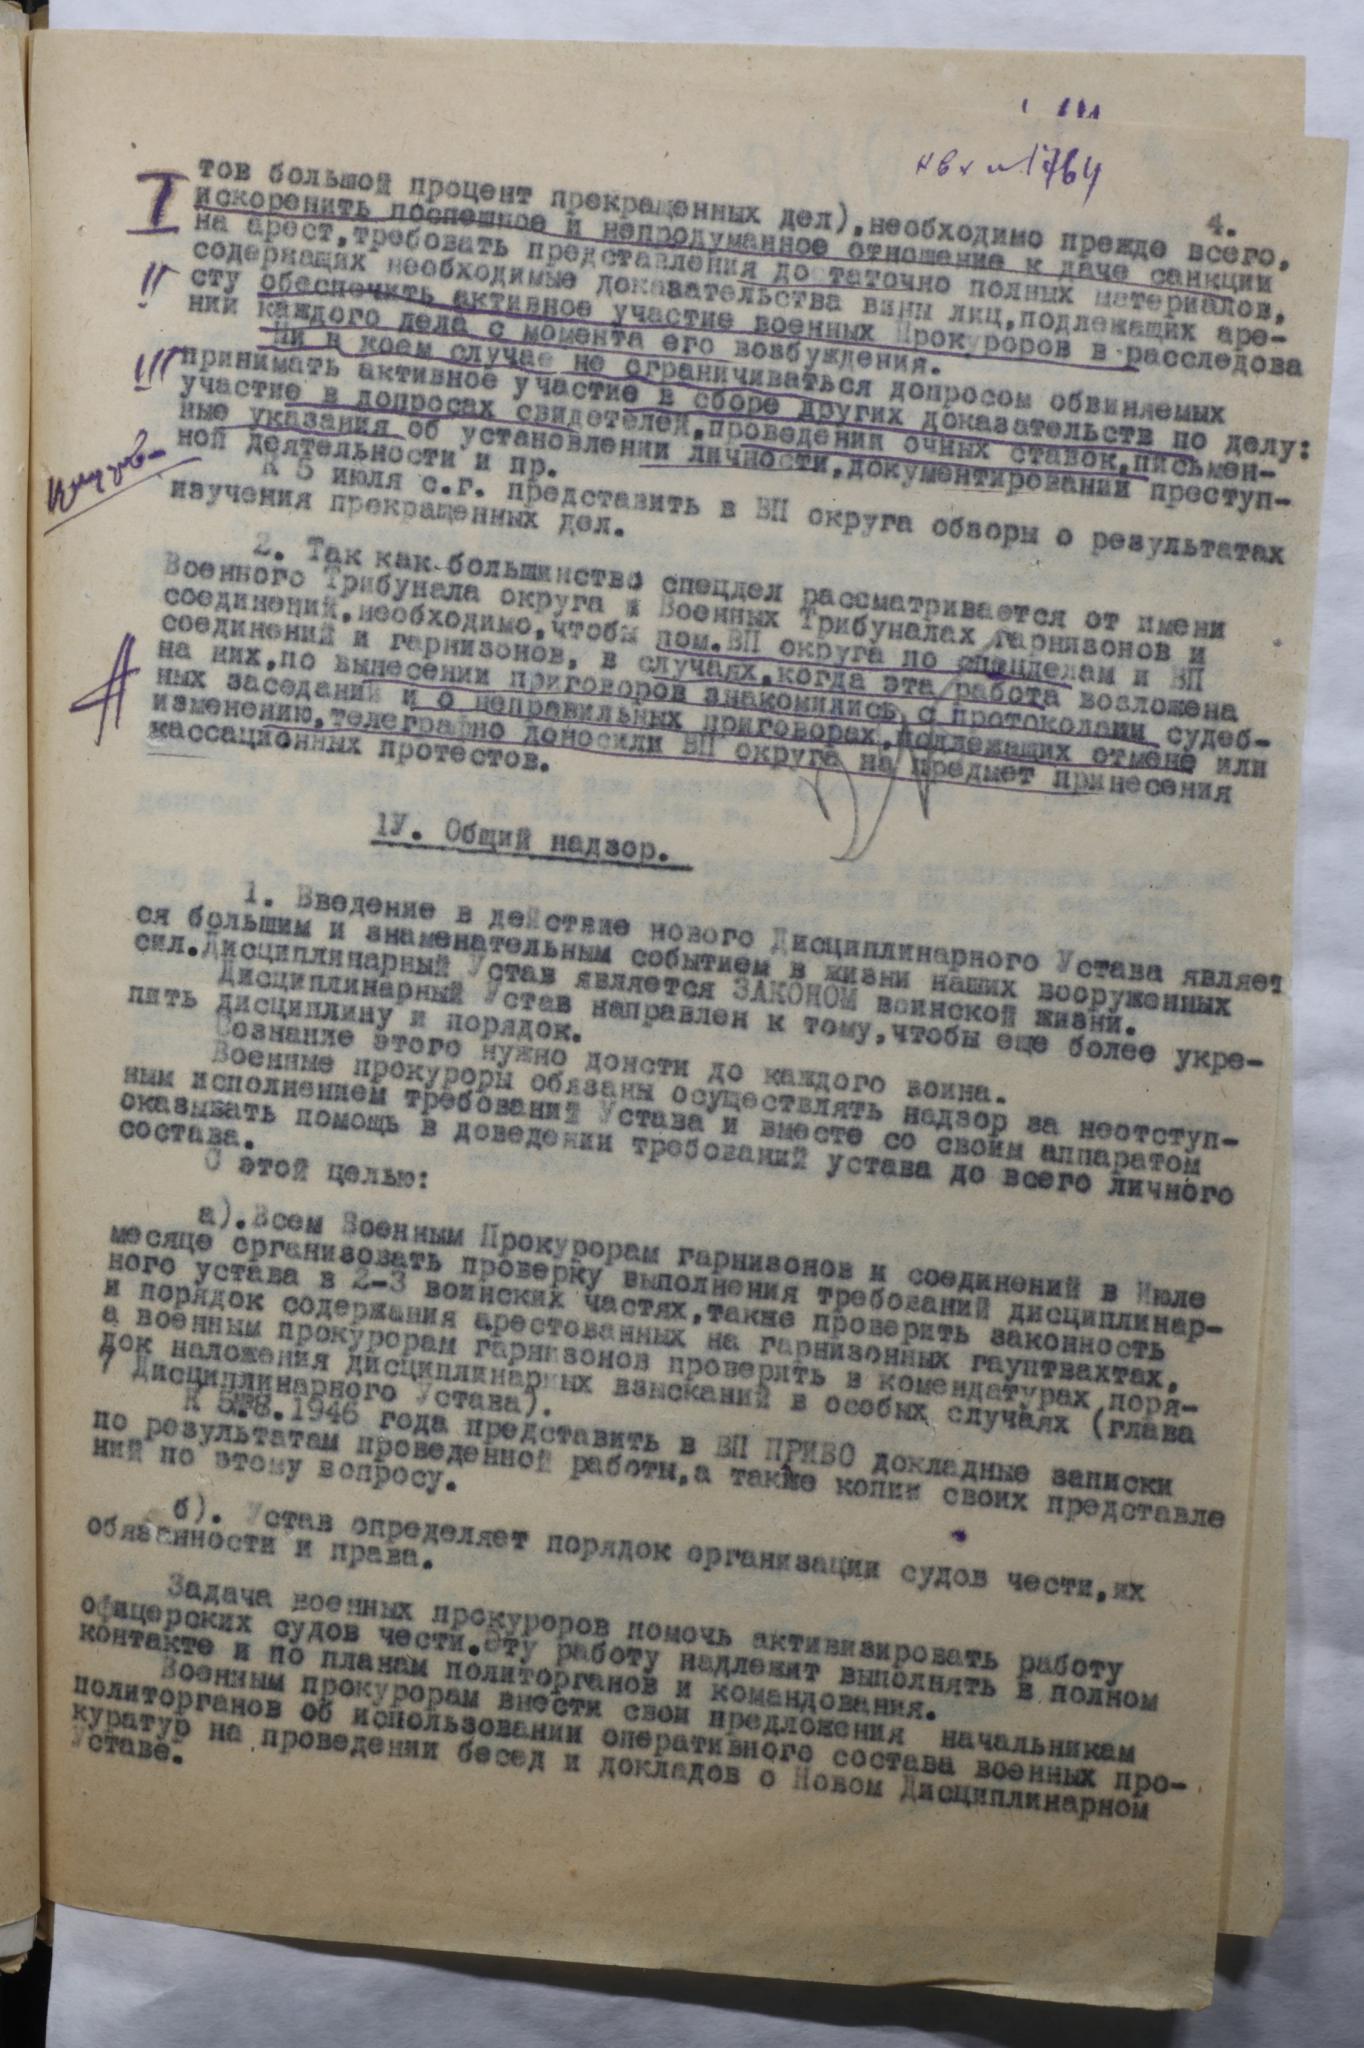 4.
тов большой процент прекращенных дел),необходимо прежде всего,
искоренить поспешное и непродуманное отношение к даче санкции
на арест,требовать представления достаточно полных материалов,
содержащих необходимые доказательства вины лиц,подлежащих аре-
сту обеспечить активное участие военных Прокуроров в расследова
нии каждого дела с момента его возбуждения.
Ни в коем случае не ограничиваться допросом обвиняемых
принимать активное участие в сборе других доказательств по делу:
участие в допросах свидетелей,проведении очных ставок,письмен-
ные указания об установлении личности,документировании преступ-
ной деятельности и пр.
К 5 июля с.г. представить в ВП округа обзоры о результатах
изучения прекращенных дел.
2. Так как большинство спецдел рассматривается от имени
Военного Трибунала округа и Военных Трибуналах гарнизонов и
соединений,необходимо,чтобы пом.ВП округа по спецделам и ВП
соединений и гарнизонов, в случаях,когда эта работа возложена
на них,по вынесении приговоров знакомились с протоколами судеб-
ных заседаний и о неправильных приговорах,подлежащих отмене или
изменению,телеграфно доносили ВП округа на предмет принесения
кассационных протестов.
1У. Общий надзор.
1. Введение в действие нового Дисциплинарного Устава являет
ся большим и знаменательным событием в жизни наших вооруженных
сил.Дисциплинарный Устав является ЗАКОНОМ воинской жизни.
Дисциплинарный Устав направлен к тому,чтобы еще более укре-
пить дисциплину и порядок.
Сознание этого нужно донсти до каждого воина.
Военные прокуроры обязаны осуществлять надзор за неотступ-
ным исполнением требований Устава и вместе со своим аппаратом
оказывать помощь в доведении требований устава до всего личного
состава.
С этой целью:
а).Всем Военным Прокурорам гарнизонов и соединений в Июле
месяце организовать проверку выполнения требований дисциплинар-
ного устава в 2-3 воинских частях,также проверить законность
и порядок содержания арестованных на гарнизонных гауптвахтах,
а военным прокурорам гарнизонов проверить в комендатурах поря-
док наложения дисциплинарных взысканий в особых случаях (глава
7 Дисциплинарного Устава).
К 5.8.1946 года представить в ВП ПРИВО докладные записки
по результатам проведенной работы,а также копии своих представле
ний по этому вопросу.
б). Устав определяет порядок организации судов чести,их
обязанности и права.
Задача военных прокуроров помочь активизировать работу
офицерских судов чести.Эту работу надлежит выполнять в полном
контакте и по планам политорганов и командования.
Военным прокурорам внести свои предложения начальникам
политорганов об использовании оперативного состава военных про-
куратур на проведении бесед и докладов о Новом Дисциплинарном
Уставе.